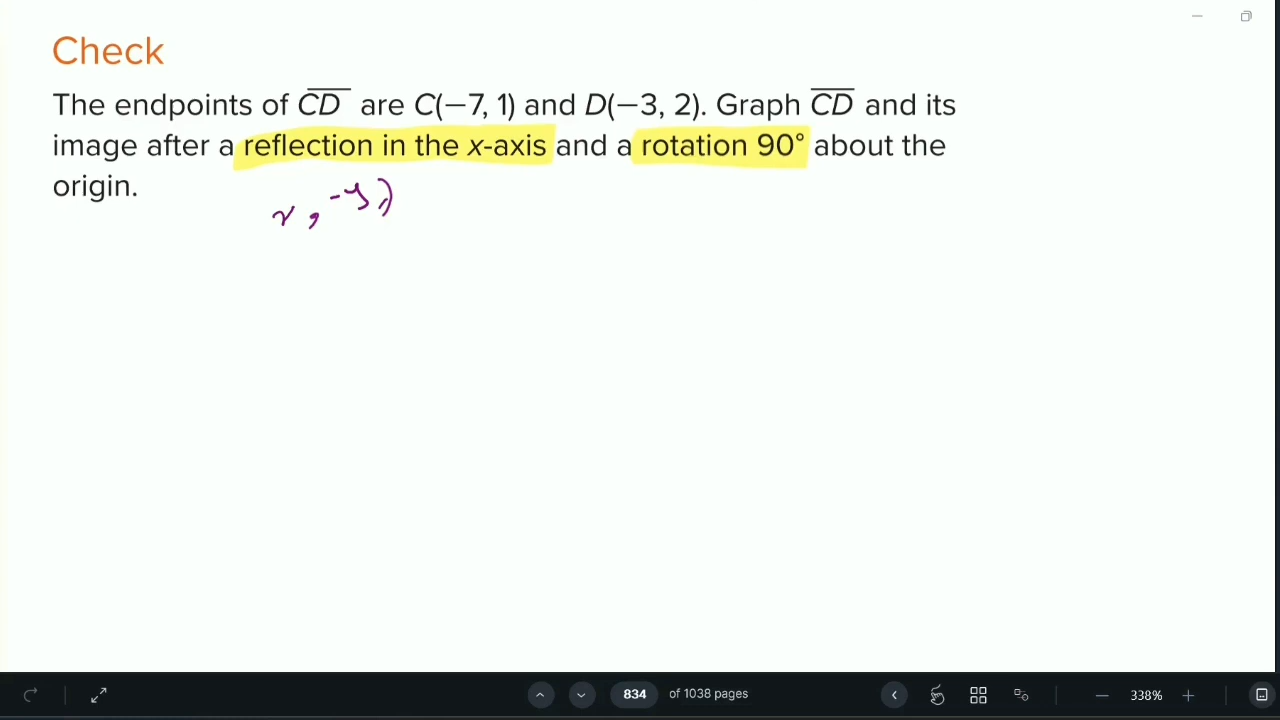 Check
The endpoints of CD are C(−7, 1) and D(−3, 2). Graph CD and its
image after a reflection in the x-axis and a rotation 90° about the
origin.
x, -y)
834 of 1038 pages
338%